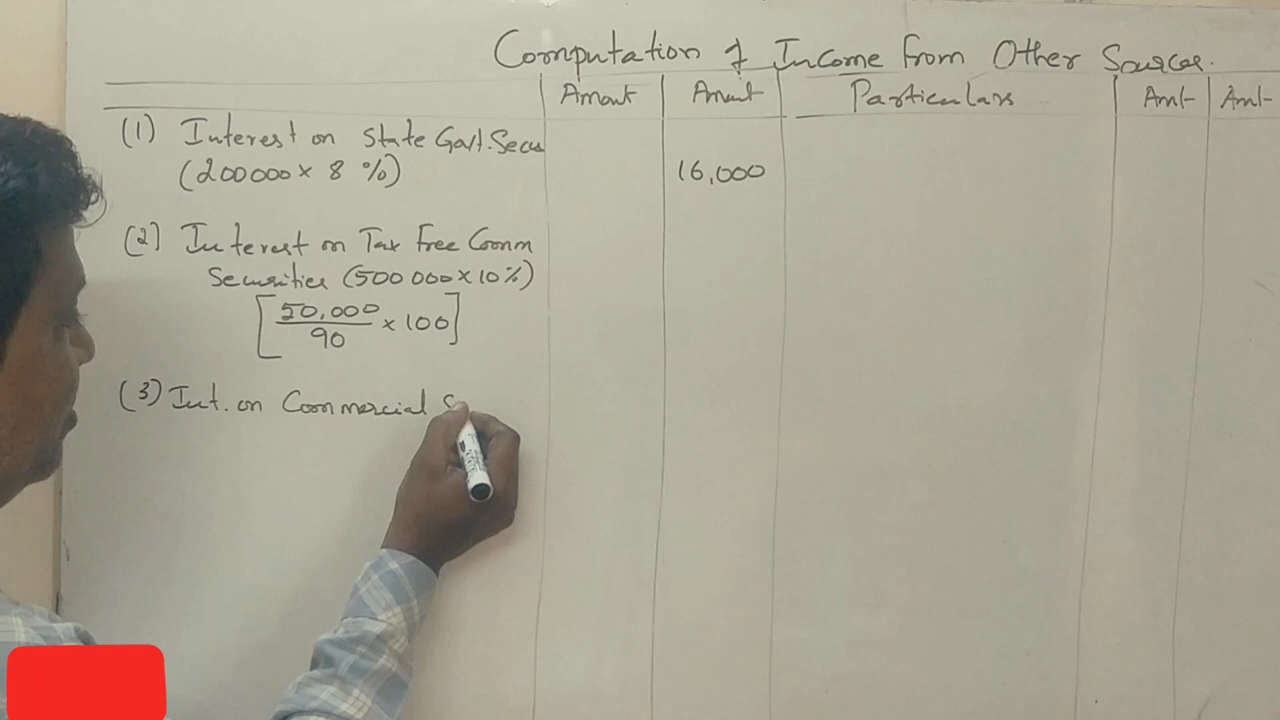 Computation of Income from Other Sources.
Amount Amount Particulars Amt- Amt-
(1) Interest on State Govt. Secu
(200000 × 8 %) 16,000
(2) Interest on Tax Free Comm
Securities (500000 × 10%)
[50,000/90 × 100]
(3) Int. on Commercial S